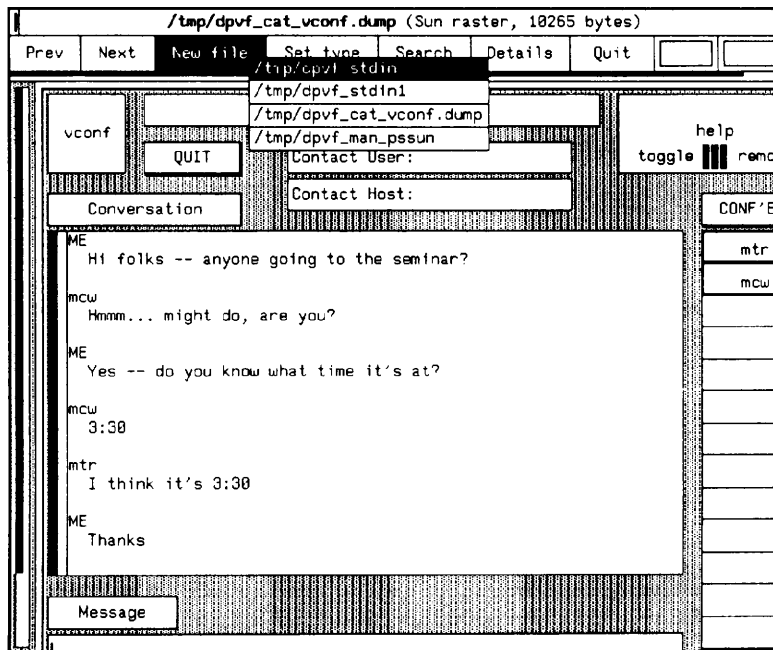 /tmp/dpvf_cat_vconf.dump (Sun raster, 10265 bytes)
Prev Next New file Set type Search Details Quit
/tmp/dpvf_stdin
/tmp/dpvf_stdin1
/tmp/dpvf_cat_vconf.dump
/tmp/dpvf_man_pssun
vconf
help
QUIT
Contact User:
toggle remo
Contact Host:
Conversation
CONF'E
ME
Hi folks -- anyone going to the seminar?
mtr
mcw
mcw
Hmmm... might do, are you?
ME
Yes -- do you know what time it's at?
mcw
3:30
mtr
I think it's 3:30
ME
Thanks
Message